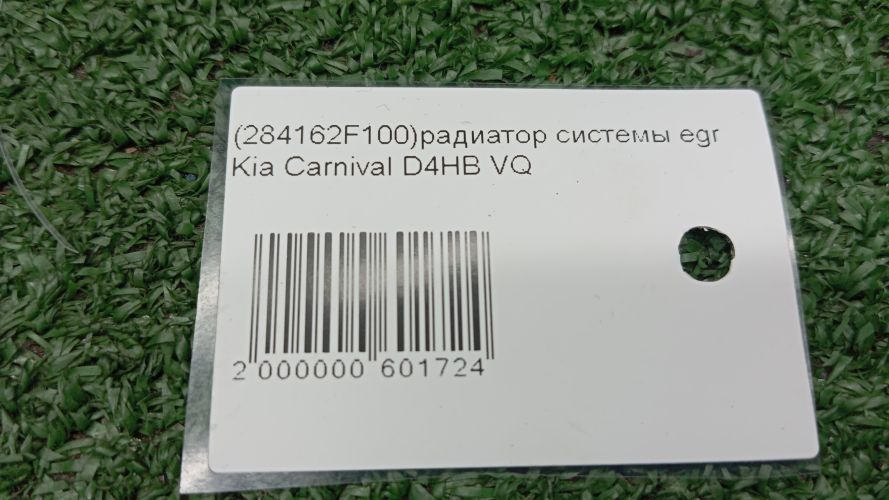 (284162F100)радиатор системы egr
Kia Carnival D4HB VQ
2 000000 601724